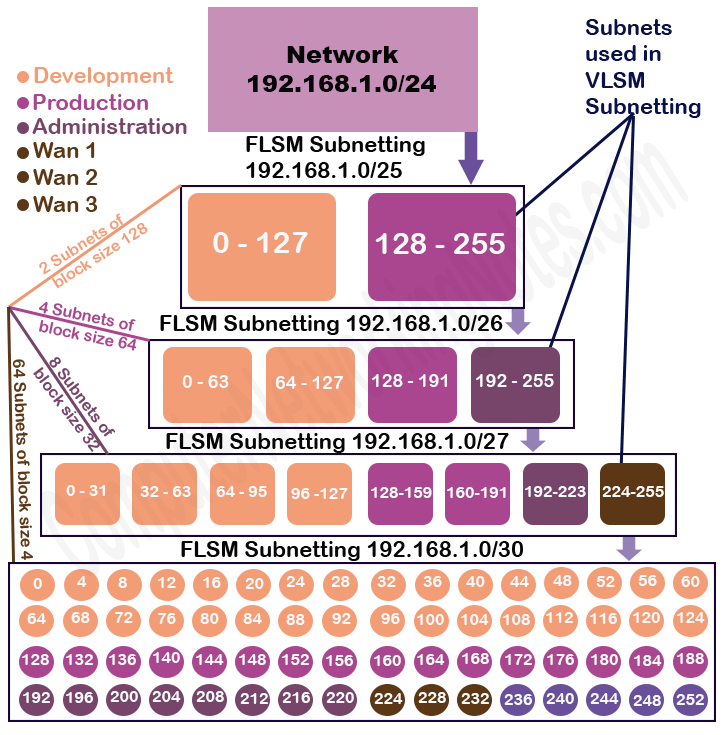 Network
192.168.1.0/24
Subnets
used in
VLSM
Subnetting
Development
Production
Administration
Wan 1
Wan 2
Wan 3
FLSM Subnetting
192.168.1.0/25
0 - 127
128 - 255
2 Subnets of
block size 128
FLSM Subnetting 192.168.1.0/26
4 Subnets of
block size 64
0 - 63
64 - 127
128 - 191
192 - 255
8 Subnets of
block size 32
FLSM Subnetting 192.168.1.0/27
0 - 31
32 - 63
64 - 95
96 -127
128-159
160-191
192-223
224-255
64 Subnets of block size 4
FLSM Subnetting 192.168.1.0/30
0 4 8 12 16 20 24 28 32 36 40 44 48 52 56 60
64 68 72 76 80 84 88 92 96 100 104 108 112 116 120 124
128 132 136 140 144 148 152 156 160 164 168 172 176 180 184 188
192 196 200 204 208 212 216 220 224 228 232 236 240 244 248 252
ComputerNetworkingNotes.com